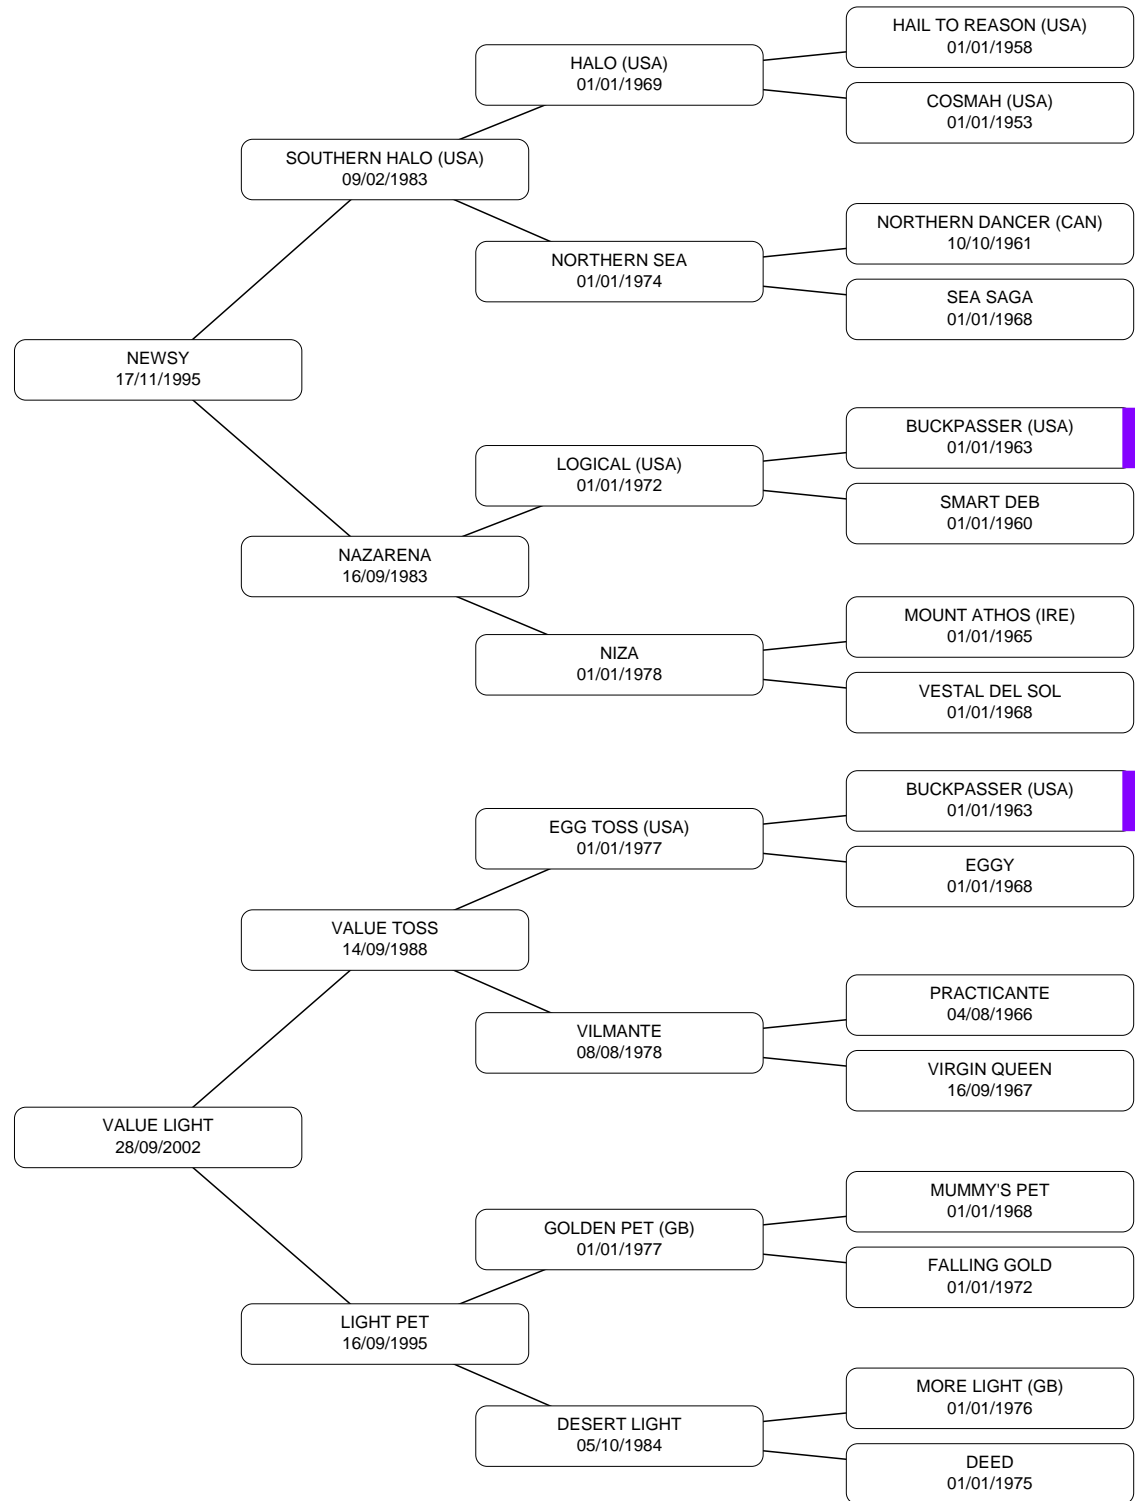 HAIL TO REASON (USA)
01/01/1958
HALO (USA)
01/01/1969
COSMAH (USA)
01/01/1953
SOUTHERN HALO (USA)
09/02/1983
NORTHERN DANCER (CAN)
10/10/1961
NORTHERN SEA
01/01/1974
SEA SAGA
01/01/1968
NEWSY
17/11/1995
BUCKPASSER (USA)
01/01/1963
LOGICAL (USA)
01/01/1972
SMART DEB
01/01/1960
NAZARENA
16/09/1983
MOUNT ATHOS (IRE)
01/01/1965
NIZA
01/01/1978
VESTAL DEL SOL
01/01/1968
BUCKPASSER (USA)
01/01/1963
EGG TOSS (USA)
01/01/1977
EGGY
01/01/1968
VALUE TOSS
14/09/1988
PRACTICANTE
04/08/1966
VILMANTE
08/08/1978
VIRGIN QUEEN
16/09/1967
VALUE LIGHT
28/09/2002
MUMMY'S PET
01/01/1968
GOLDEN PET (GB)
01/01/1977
FALLING GOLD
01/01/1972
LIGHT PET
16/09/1995
MORE LIGHT (GB)
01/01/1976
DESERT LIGHT
05/10/1984
DEED
01/01/1975